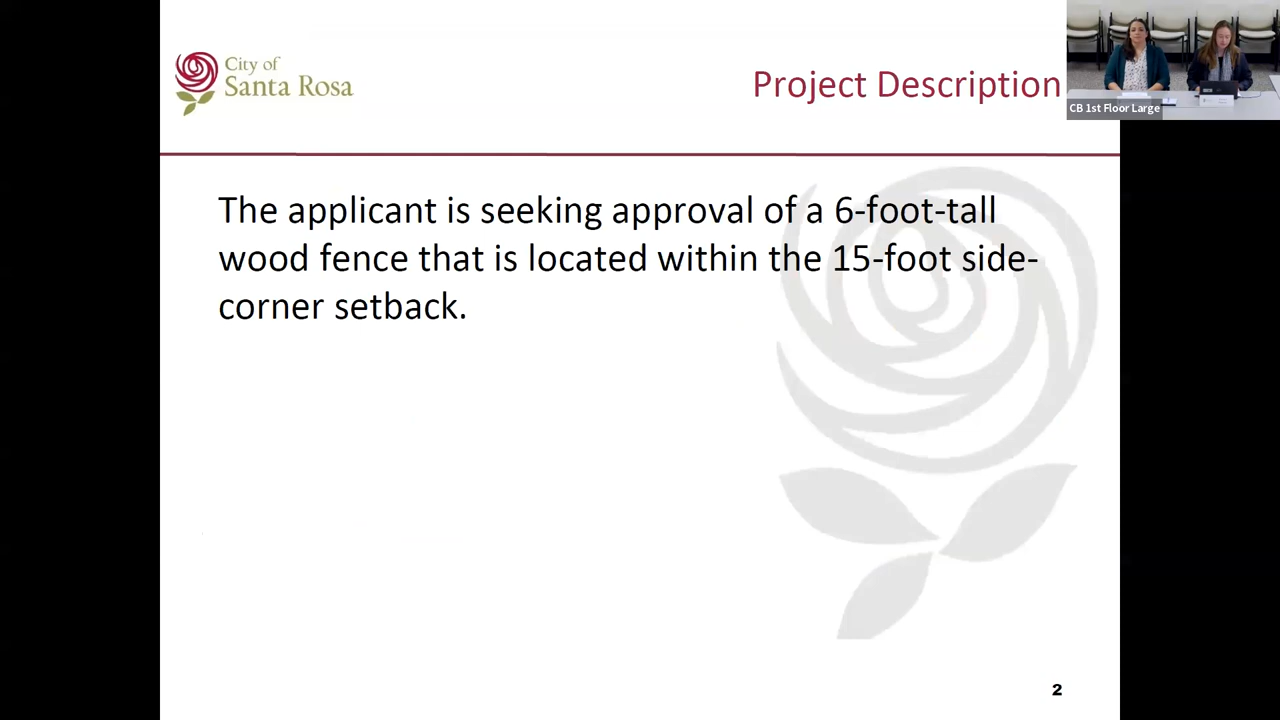 City of
Santa Rosa
Project Description
CB 1st Floor Large
The applicant is seeking approval of a 6-foot-tall
wood fence that is located within the 15-foot side-
corner setback.
2